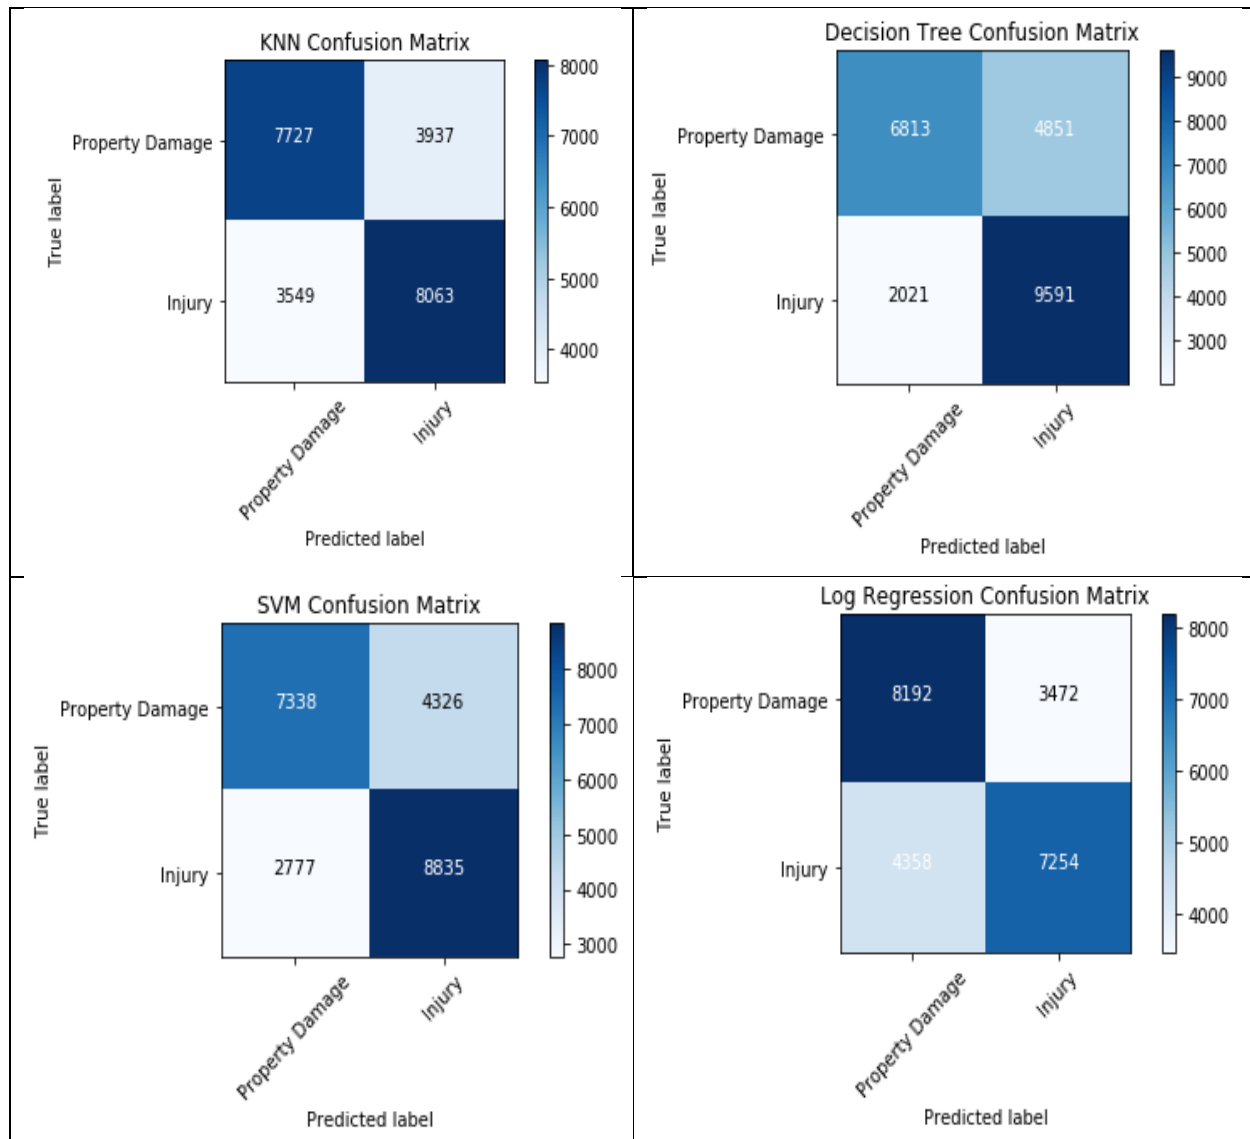 KNN Confusion Matrix
8000
7000
6000
5000
4000
Property Damage
7727
3937
Injury
3549
8063
True label
Property Damage
Injury
Predicted label
Decision Tree Confusion Matrix
9000
8000
7000
6000
5000
4000
3000
Property Damage
6813
4851
Injury
2021
9591
True label
Property Damage
Injury
Predicted label
SVM Confusion Matrix
8000
7000
6000
5000
4000
3000
Property Damage
7338
4326
Injury
2777
8835
True label
Property Damage
Injury
Predicted label
Log Regression Confusion Matrix
8000
7000
6000
5000
4000
Property Damage
8192
3472
Injury
4358
7254
True label
Property Damage
Injury
Predicted label